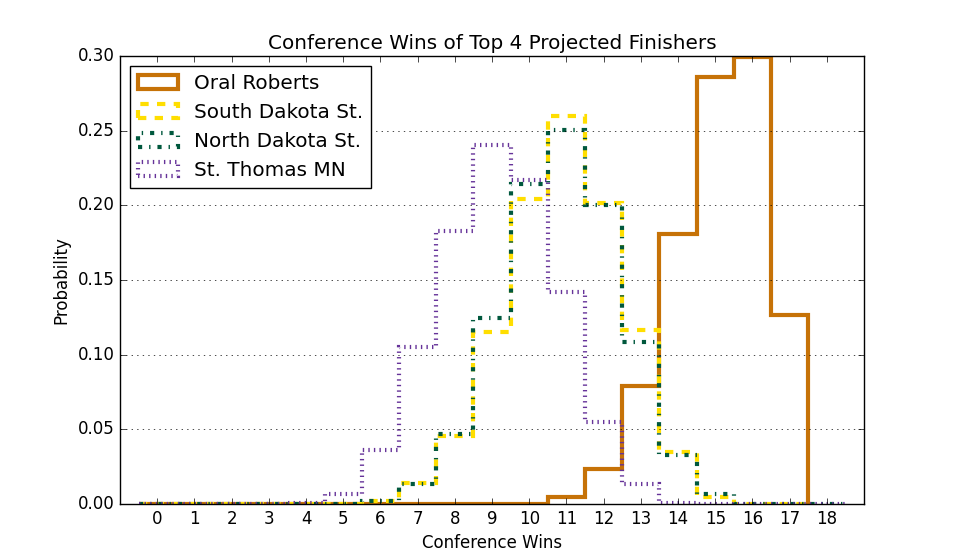 Conference Wins of Top 4 Projected Finishers
Oral Roberts
South Dakota St.
North Dakota St.
St. Thomas MN
Probability
0.30
0.25
0.20
0.15
0.10
0.05
0.00
0 1 2 3 4 5 6 7 8 9 10 11 12 13 14 15 16 17 18
Conference Wins